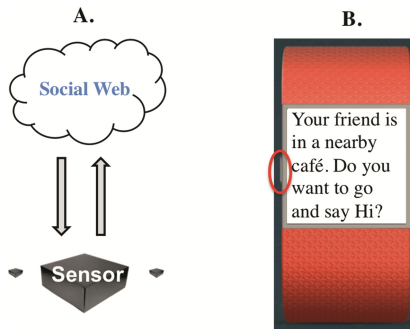 A.
B.
Social Web
Sensor
Your friend is
in a nearby
café. Do you
want to go
and say Hi?